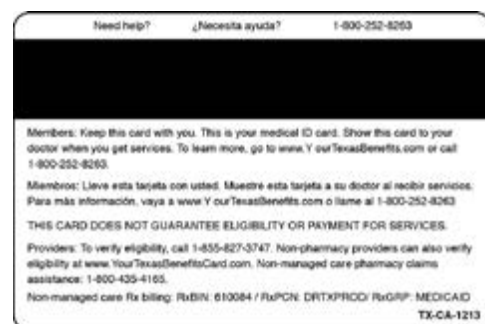 Need help? ¿Necesita ayuda? 1-800-252-8263
Members: Keep this card with you. This is your medical ID card. Show this card to your
doctor when you get services. To learn more, go to www.Y ourTexasBenefits.com or call
1-800-252-8263.
Miembros: Lleve esta tarjeta con usted. Muestre esta tarjeta a su doctor al recibir servicios.
Para más información, vaya a www.Y ourTexasBenefits.com o llame al 1-800-252-8263
THIS CARD DOES NOT GUARANTEE ELIGIBILITY OR PAYMENT FOR SERVICES.
Providers: To verify eligibility, call 1-855-827-3747. Non-pharmacy providers can also verify
eligibility at www.YourTexasBenefitsCard.com. Non-managed care pharmacy claims
assistance: 1-800-435-4165.
Non-managed care Rx billing: RxBIN: 610084 / RxPCN: DRTXPROD/ RxGRP: MEDICAID
TX-CA-1213